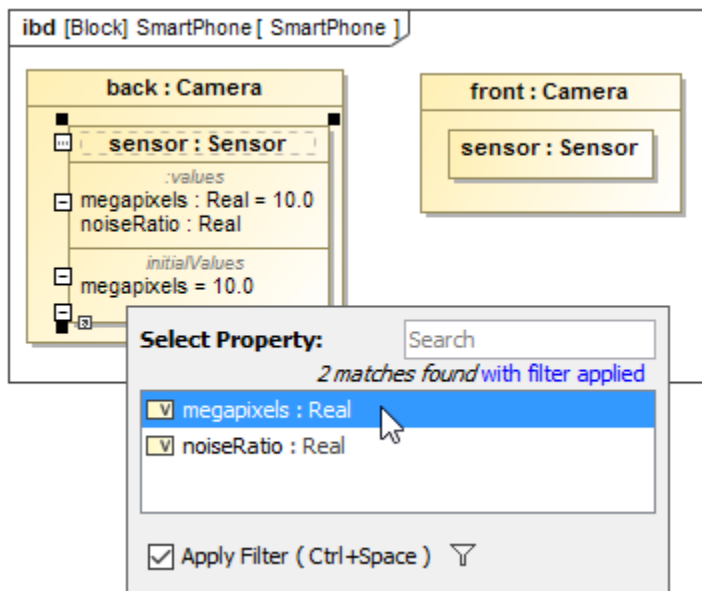 ibd [Block] SmartPhone [ SmartPhone ]
back : Camera
sensor : Sensor
:values
megapixels : Real = 10.0
noiseRatio : Real
initialValues
megapixels = 10.0
front : Camera
sensor : Sensor
Select Property:
Search
2 matches found with filter applied
V megapixels : Real
V noiseRatio : Real
Apply Filter ( Ctrl+Space )